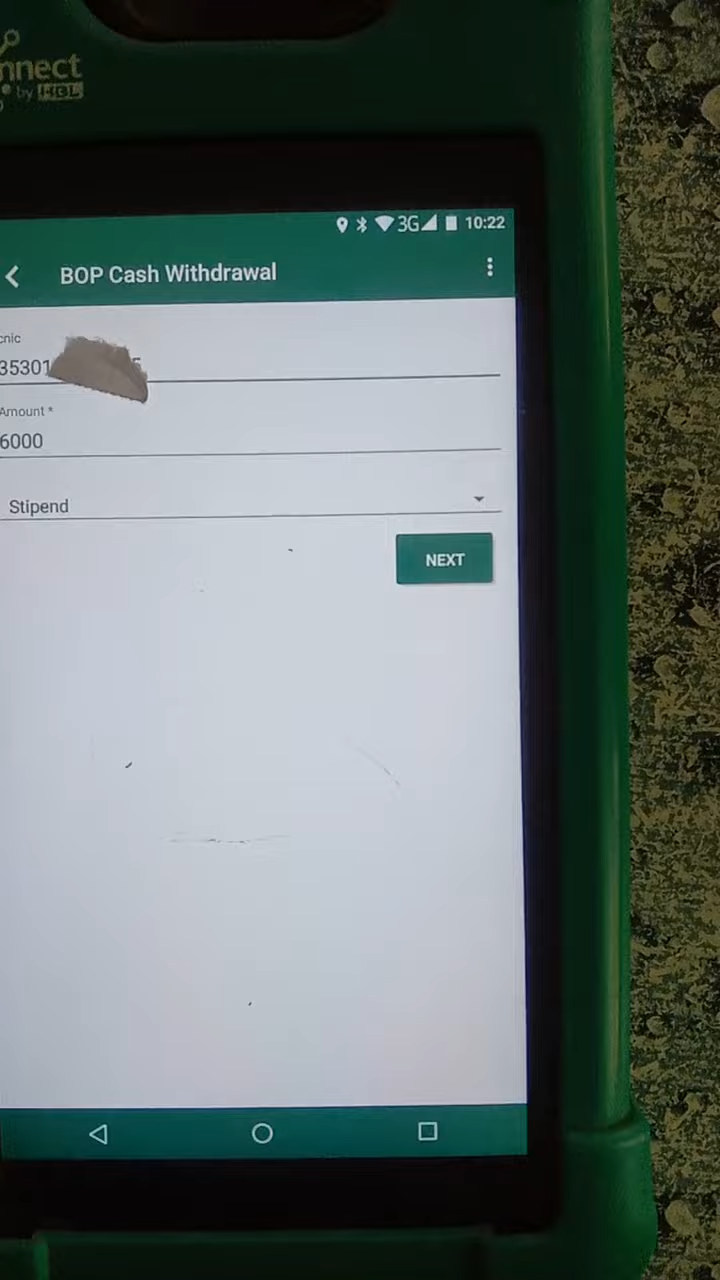 nnect
by HBL
3G 10:22
BOP Cash Withdrawal
cnic
35301
Amount *
6000
Stipend
NEXT